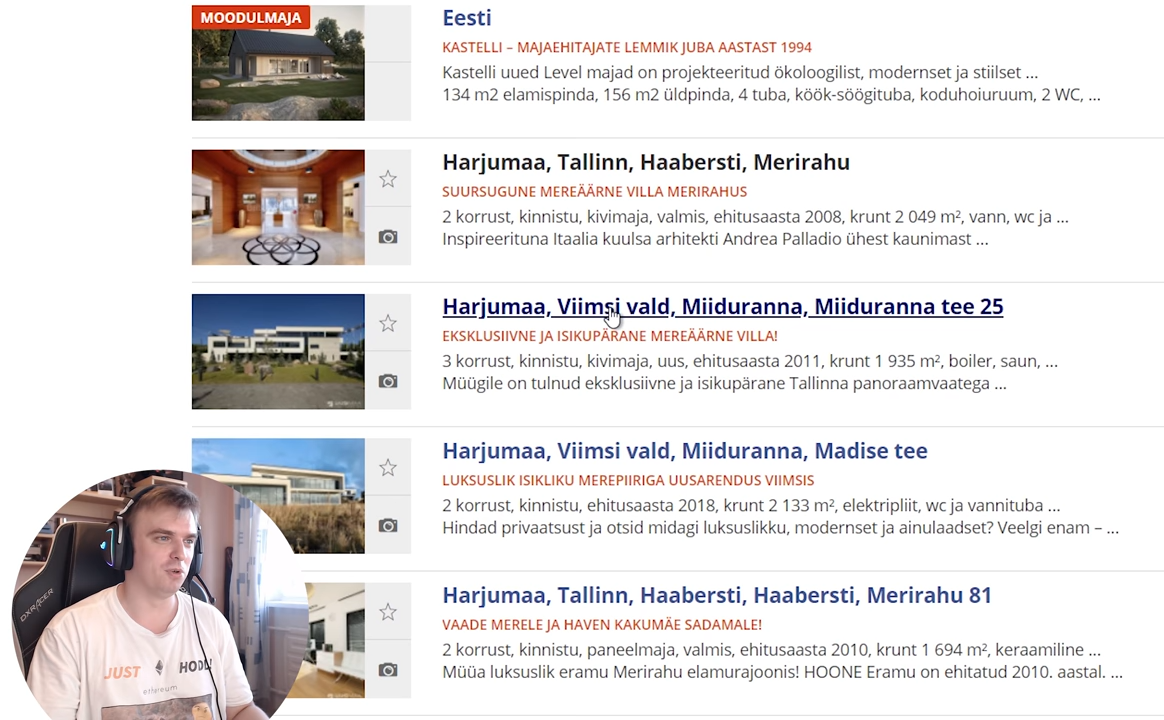 MOODULMAJA
Eesti
KASTELLI – MAJAEHITAJATE LEMMIK JUBA AASTAST 1994
Kastelli uued Level majad on projekteeritud ökoloogilist, modernset ja stiilset ...
134 m2 elamispinda, 156 m2 üldpinda, 4 tuba, köök-söögituba, koduhoiuruum, 2 WC, ...
Harjumaa, Tallinn, Haabersti, Merirahu
SUURSUGUNE MEREÄÄRNE VILLA MERIRAHUS
2 korrust, kinnistu, kivimaja, valmis, ehitusaasta 2008, krunt 2 049 m², vann, wc ja ...
Inspireerituna Itaalia kuulsa arhitekti Andrea Palladio ühest kaunimast ...
Harjumaa, Viimsi vald, Miiduranna, Miiduranna tee 25
EKSKLUSIIVNE JA ISIKUPÄRANE MEREÄÄRNE VILLA!
3 korrust, kinnistu, kivimaja, uus, ehitusaasta 2011, krunt 1 935 m², boiler, saun, ...
Müügile on tulnud eksklusiivne ja isikupärane Tallinna panoraamvaatega ...
Harjumaa, Viimsi vald, Miiduranna, Madise tee
LUKSUSLIK ISIKLIKU MEREPIIRIGA UUSARENDUS VIIMSIS
2 korrust, kinnistu, ehitusaasta 2018, krunt 2 133 m², elektripliit, wc ja vannituba ...
Hindad privaatsust ja otsid midagi luksuslikku, modernset ja ainulaadset? Veelgi enam – ...
Harjumaa, Tallinn, Haabersti, Haabersti, Merirahu 81
VAADE MERELE JA HAVEN KAKUMÄE SADAMALE!
2 korrust, kinnistu, paneelmaja, valmis, ehitusaasta 2010, krunt 1 694 m², keraamiline ...
Müüa luksuslik eramu Merirahu elamurajoonis! HOONE Eramu on ehitatud 2010. aastal. ...
DXRACER
JUST HODL!
ethereum